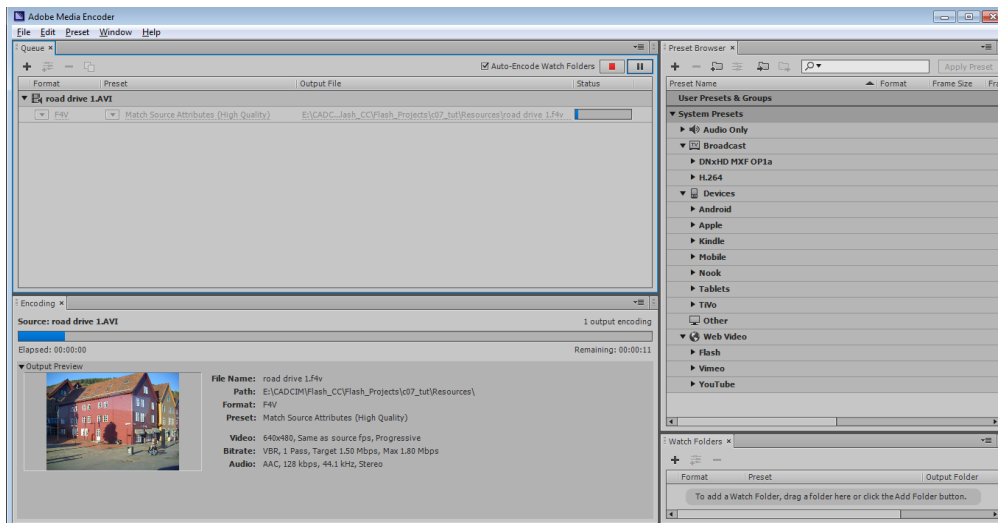 Adobe Media Encoder
File Edit Preset Window Help
Queue ×
Auto-Encode Watch Folders
Format Preset Output File Status
road drive 1.AVI
F4V Match Source Attributes (High Quality) E:\CADC...lash_CC\Flash_Projects\c07_tut\Resources\road drive 1.f4v
Encoding ×
Source: road drive 1.AVI 1 output encoding
Elapsed: 00:00:00 Remaining: 00:00:11
Output Preview
File Name: road drive 1.f4v
Path: E:\CADCIM\Flash_CC\Flash_Projects\c07_tut\Resources\
Format: F4V
Preset: Match Source Attributes (High Quality)
Video: 640x480, Same as source fps, Progressive
Bitrate: VBR, 1 Pass, Target 1.50 Mbps, Max 1.80 Mbps
Audio: AAC, 128 kbps, 44.1 kHz, Stereo
Preset Browser ×
Apply Preset
Preset Name Format Frame Size Fra
User Presets & Groups
System Presets
Audio Only
TV Broadcast
DNxHD MXF OP1a
H.264
Devices
Android
Apple
Kindle
Mobile
Nook
Tablets
TiVo
Other
Web Video
Flash
Vimeo
YouTube
Watch Folders ×
Format Preset Output Folder
To add a Watch Folder, drag a folder here or click the Add Folder button.